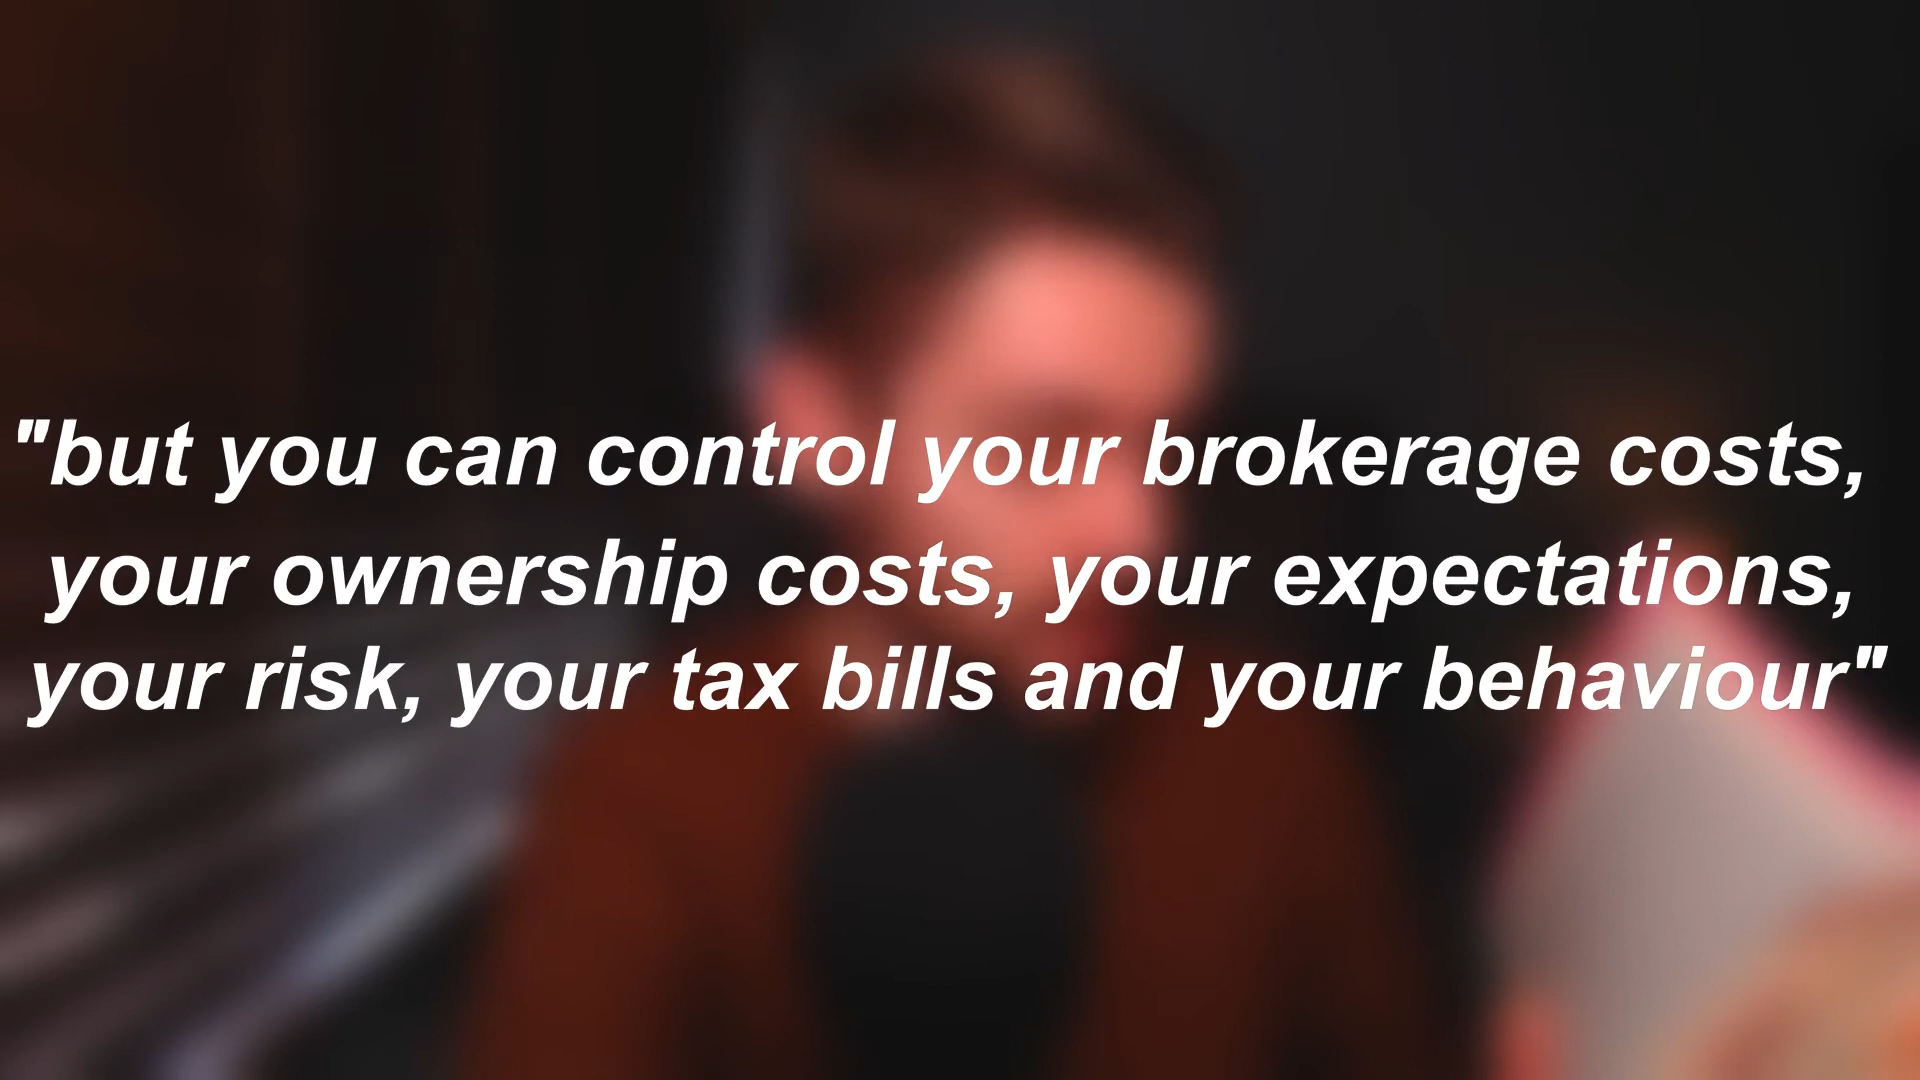 "but you can control your brokerage costs,
your ownership costs, your expectations,
your risk, your tax bills and your behaviour"